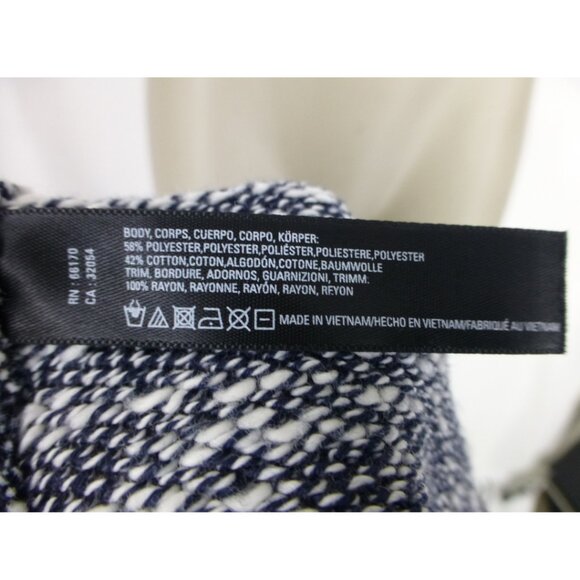 RN : 66170
CA : 32054
BODY, CORPS, CUERPO, CORPO, KÖRPER:
58% POLYESTER,POLYESTER,POLIÉSTER,POLIESTERE,POLYESTER
42% COTTON,COTON,ALGODÓN,COTONE,BAUMWOLLE
TRIM, BORDURE, ADORNOS, GUARNIZIONI, TRIMM:
100% RAYON, RAYONNE, RAYÓN, RAYON, REYON
MADE IN VIETNAM/HECHO EN VIETNAM/FABRIQUÉ AU VIETNAM